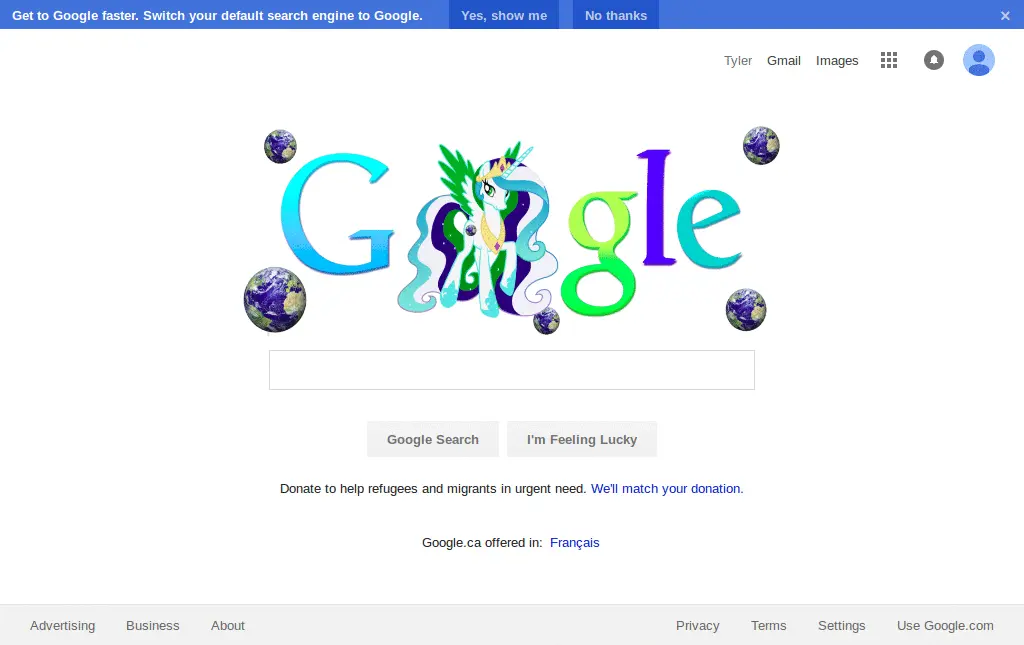 Get to Google faster. Switch your default search engine to Google. Yes, show me No thanks ×
Tyler Gmail Images
G gle
Google Search I'm Feeling Lucky
Donate to help refugees and migrants in urgent need. We'll match your donation.
Google.ca offered in: Français
Advertising Business About Privacy Terms Settings Use Google.com